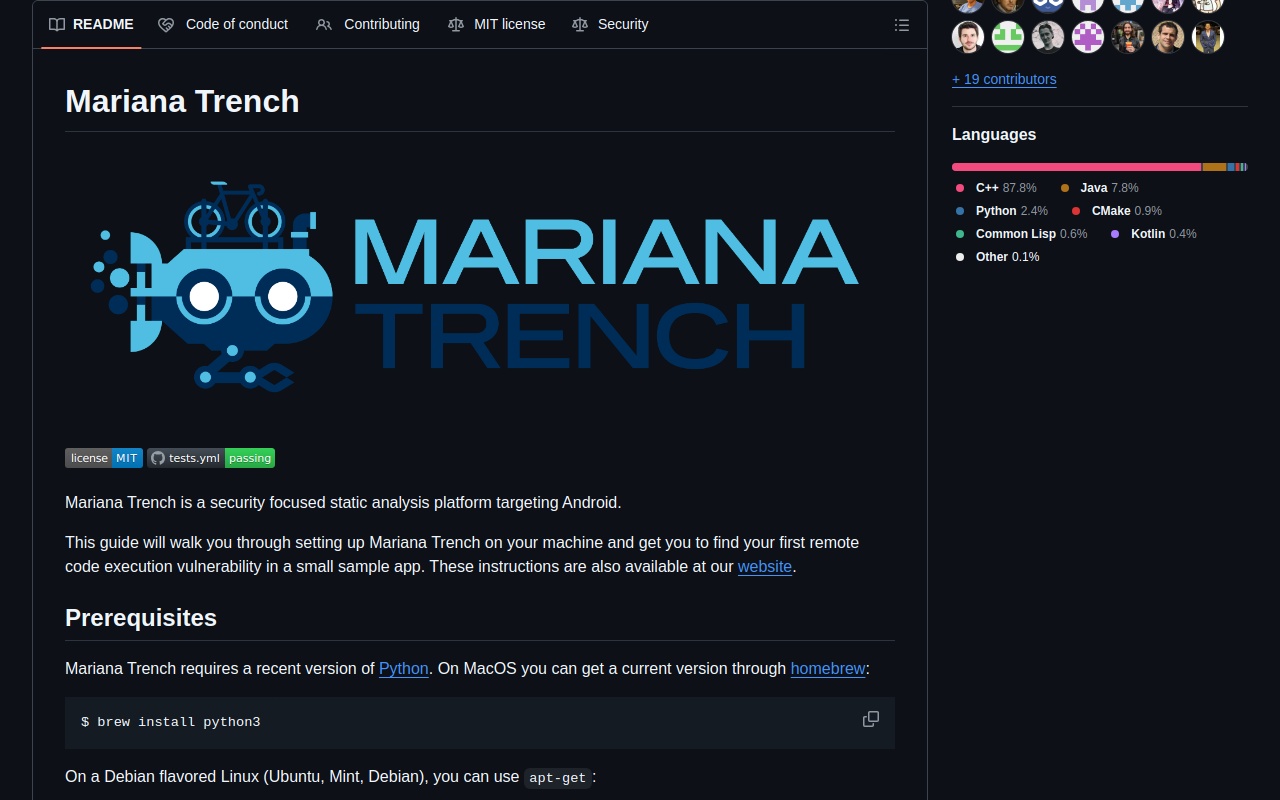 README
Code of conduct
Contributing
MIT license
Security
Mariana Trench
MARIANA
TRENCH
license MIT
tests.yml passing
Mariana Trench is a security focused static analysis platform targeting Android.
This guide will walk you through setting up Mariana Trench on your machine and get you to find your first remote
code execution vulnerability in a small sample app. These instructions are also available at our website.
Prerequisites
Mariana Trench requires a recent version of Python. On MacOS you can get a current version through homebrew:
$ brew install python3
On a Debian flavored Linux (Ubuntu, Mint, Debian), you can use apt-get:
+ 19 contributors
Languages
C++ 87.8%
Java 7.8%
Python 2.4%
CMake 0.9%
Common Lisp 0.6%
Kotlin 0.4%
Other 0.1%